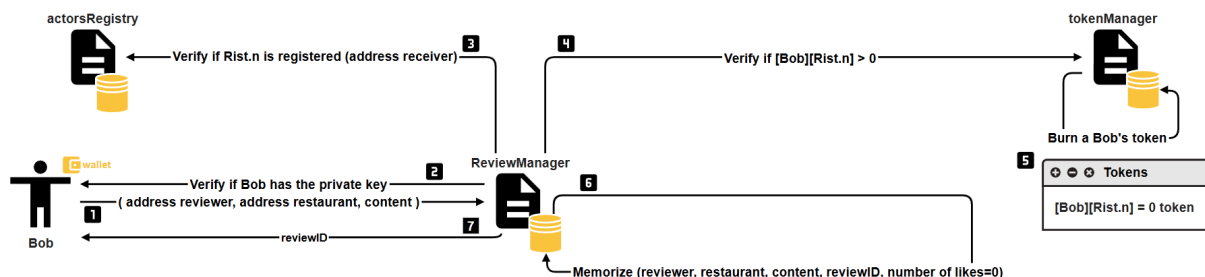 actorsRegistry
tokenManager
3
4
Verify if Rist.n is registered (address receiver)
Verify if [Bob][Rist.n] > 0
Burn a Bob's token
wallet
ReviewManager
5
2
6
Tokens
Verify if Bob has the private key
( address reviewer, address restaurant, content )
1
[Bob][Rist.n] = 0 token
7
reviewID
Bob
Memorize (reviewer, restaurant, content, reviewID, number of likes=0)